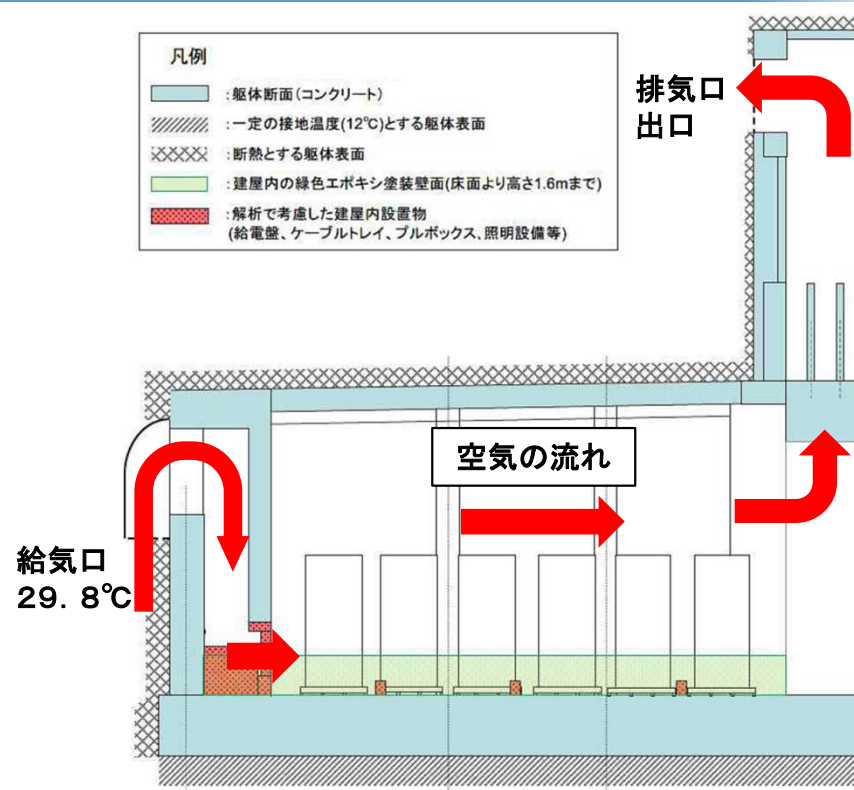 凡例
:躯体断面(コンクリート)
:一定の接地温度(12℃)とする躯体表面
:断熱とする躯体表面
:建屋内の緑色エポキシ塗装壁面(床面より高さ1.6mまで)
:解析で考慮した建屋内設置物
(給電盤、ケーブルトレイ、プルボックス、照明設備等)
排気口
出口
空気の流れ
給気口
29.8℃